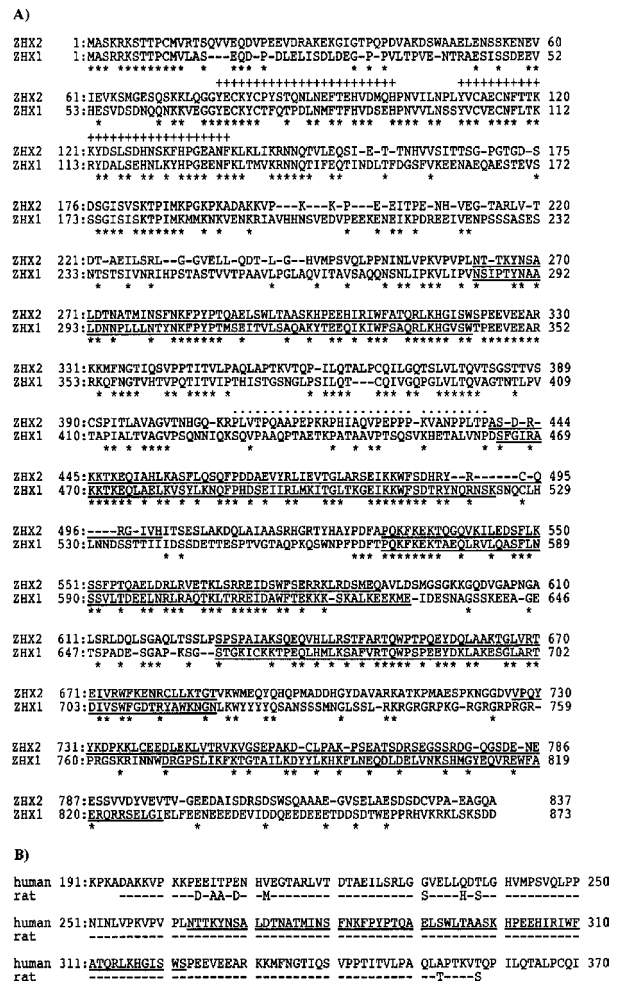 A)
ZHX2 1:MASKRKSTTPCMVRTSQVVEQDVPEEVDRAKEKGIGTPQPDVAKDSWAAELENSSKENEV 60
ZHX1 1:MASRRKSTTPCMVLAS---EQD-P-DLELISDLDEG-P-PVLTPVE-NTRAESISSDEEV 52
ZHX2 61:IEVKSMGESQSKKLQGGYECKYCPYSTQNLNEFTEHVDMQHPNVILNPLYVCAECNFTTK 120
ZHX1 53:HESVDSDNQQNKKVEGGYECKYCTFQTPDLNMFTFHVDSEHPNVVLNSSYVCVECNFLTK 112
ZHX2 121:KYDSLSDHNSKFHPGEANFKLKLIKRNNQTVLEQSI-E-T-TNHVVSITTSG-PGTGD-S 175
ZHX1 113:RYDALSEHNLKYHPGEENFKLTMVKRNNQTIFEQTINDLTFDGSFVKEENAEQAESTEVS 172
ZHX2 176:DSGISVSKTPIMKPGKPKADAKKVP----K--K-P---E-EITPE-NH-VEG-TARLV-T 220
ZHX1 173:SSGISISKTPIMKMMKNKVENKRIAVHHNSVEDVPEEKENEIKPDREEIVENPSSSASES 232
ZHX2 221:DT-AEILSRL--G-GVELL-QDT-L-G--HVMPSVQLPPNINLVPKVPVPLNT-TKYNSA 270
ZHX1 233:NTSTSIVNRIHPSTASTVVTPAAVLPGLAQVITAVSAQQNSNLIPKVLIPVNSIPTYNAA 292
ZHX2 271:LDTNATMINSFNKFPYPTQAELSWLTAASKHPEEHIRIWFATQRLKHGISWSPEEVEEAR 330
ZHX1 293:LDNNPLLLNTYNKFPYPTMSEITVLSAQAKYTEEQIKIWFSAQRLKHGVSWTPEEVEEAR 352
ZHX2 331:KKMFNGTIQSVPPTITVLPAQLAPTKVTQP-ILQTALPCQILGQTSLVLTQVTSGSTTVS 389
ZHX1 353:RKQFNGTVHTVPQTITVIPTHISTGSNGLPSILQT---CQIVGQPGLVLTQVAGTNTLPV 409
ZHX2 390:CSPITLAVAGVTNHGQ-KRPLVTPQAAPEPKRPHIAQVPEPPP-KVANPPLTPAS-D-R- 444
ZHX1 410:TAPIALTVAGVPSQNNIQKSQVPAAQPTAETKPATAAVPTSQSVKHETALVNPDSFGIRA 469
ZHX2 445:KKTKEQIAHLKASFLQSQFPDDAEVYRLIEVTGLARSEIKKWFSDHRY--R------C-Q 495
ZHX1 470:KKTKEQLAELKVSYLKNQFPHDSEIIRLMKITGLTKGEIKKWFSDTRYNQRNSKSNQCLH 529
ZHX2 496:----RG-IVHITSESLAKDQLAIAASRHGRTYHAYPDFAPQKFKEKTQGQVKILEDSFLK 550
ZHX1 530:LNNDSSTTIIIDSSDETTESPTVGTAQPKQSWNPFPDFTPQKFKEKTAEQLRVLQASFLN 589
ZHX2 551:SSFPTQAELDRLRVETKLSRREIDSWFSERRKLRDSMEQAVLDSMGSGKKGQDVGAPNGA 610
ZHX1 590:SSVLTDEELNRLRAQTKLTRREIDAWFTEKKK-SKALKEEKME-IDESNAGSSKEEA-GE 646
ZHX2 611:LSRLDQLSGAQLTSSLPSPSPAIAKSQEQVHLLRSTFARTQWPTPQEYDQLAAKTGLVRT 670
ZHX1 647:TSPADE-SGAP-KSG--STGKICKKTPEQLHMLKSAFVRTQWPSPEEYDKLAKESGLART 702
ZHX2 671:EIVRWFKENRCLLKTGTVKWMEQYQHQPMADDHGYDAVARKATKPMAESPKNGGDVVPQY 730
ZHX1 703:DIVSWFGDTRYAWKNGNLKWYYYYQSANSSSMNGLSSL-RKRGRGRPKG-RGRGRPRGR- 759
ZHX2 731:YKDPKKLCEEDLEKLVTRVKVGSEPAKD-CLPAK-PSEATSDRSEGSSRDG-QGSDE-NE 786
ZHX1 760:PRGSKRINNWDRGPSLIKFKTGTAILKDYYLKHKFLNEQDLDELVNKSHMGYEQVREWFA 819
ZHX2 787:ESSVVDYVEVTV-GEEDAISDRSDSWSQAAAE-GVSELAESDSDCVPA-EAGQA 837
ZHX1 820:ERQRRSELGIELFEENEEEDEVIDDQEEDEEETDDSDTWEPPRHVKRKLSKSDD 873
B)
human 191:KPKADAKKVP KKPEEITPEN HVEGTARLVT DTAEILSRLG GVELLQDTLG HVMPSVQLPP 250
rat ------ ---D-AA-D- -M-------- ---------- S----H-S-- ----------
human 251:NINLVPKVPV PLNTTKYNSA LDTNATMINS FNKFPYPTQA ELSWLTAASK HPEEHIRIWF 310
rat ---------- ---------- ---------- ---------- ---------- ----------
human 311:ATQRLKHGIS WSPEEVEEAR KKMFNGTIQS VPPTITVLPA QLAPTKVTQP ILQTALPCQI 370
rat ---------- ---------- ---------- ---------- --T----S